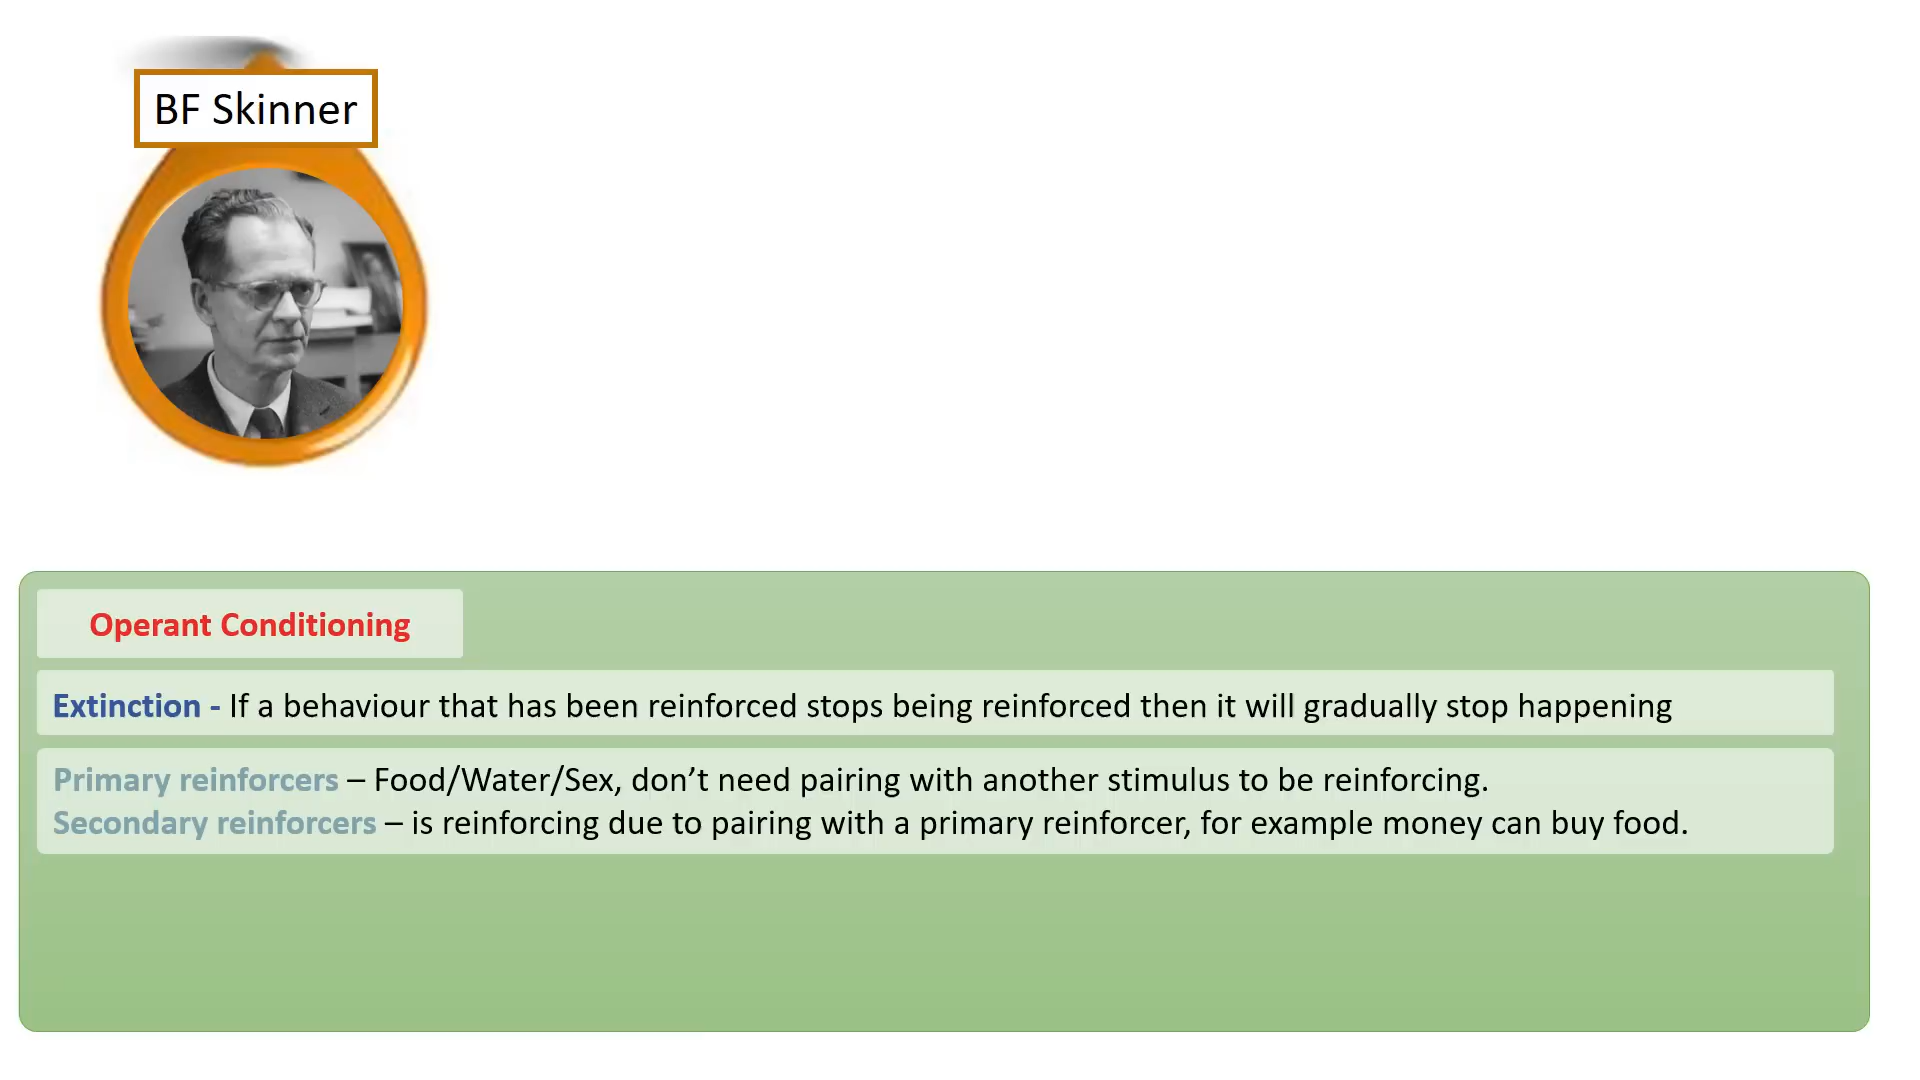 BF Skinner
Operant Conditioning
Extinction - If a behaviour that has been reinforced stops being reinforced then it will gradually stop happening
Primary reinforcers – Food/Water/Sex, don’t need pairing with another stimulus to be reinforcing.
Secondary reinforcers – is reinforcing due to pairing with a primary reinforcer, for example money can buy food.